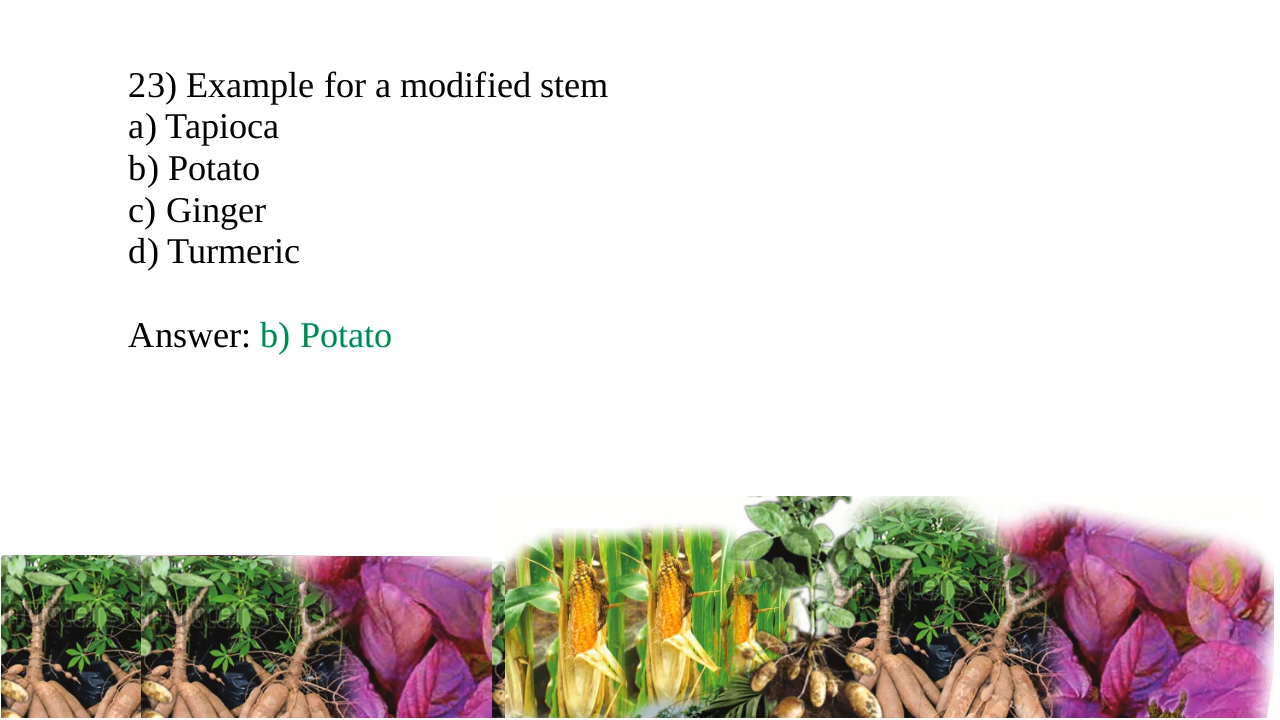 23) Example for a modified stem
a) Tapioca
b) Potato
c) Ginger
d) Turmeric
Answer: b) Potato